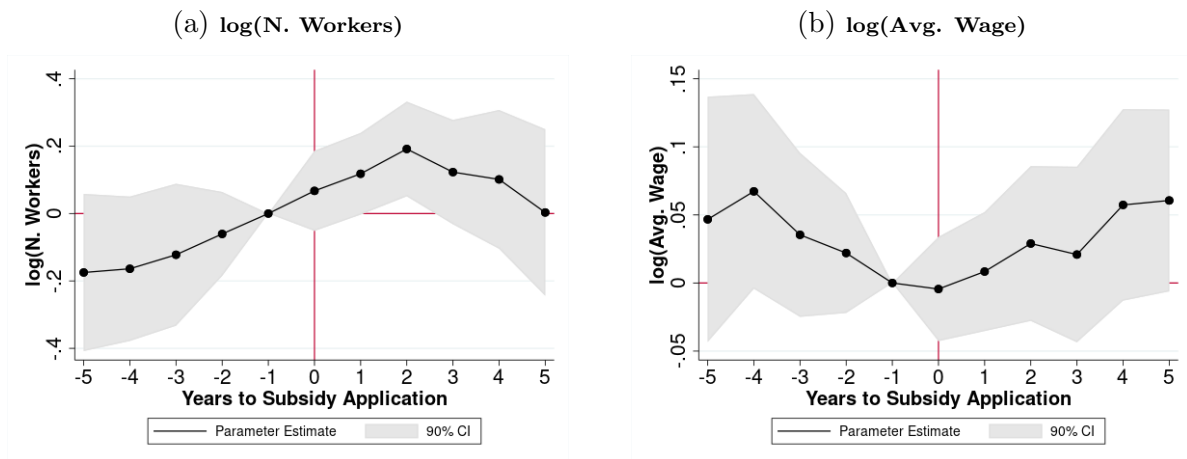 (a) log(N. Workers)
.4
.2
0
-.2
-.4
log(N. Workers)
-5 -4 -3 -2 -1 0 1 2 3 4 5
Years to Subsidy Application
Parameter Estimate 90% CI
(b) log(Avg. Wage)
.15
.1
.05
0
-.05
log(Avg. Wage)
-5 -4 -3 -2 -1 0 1 2 3 4 5
Years to Subsidy Application
Parameter Estimate 90% CI